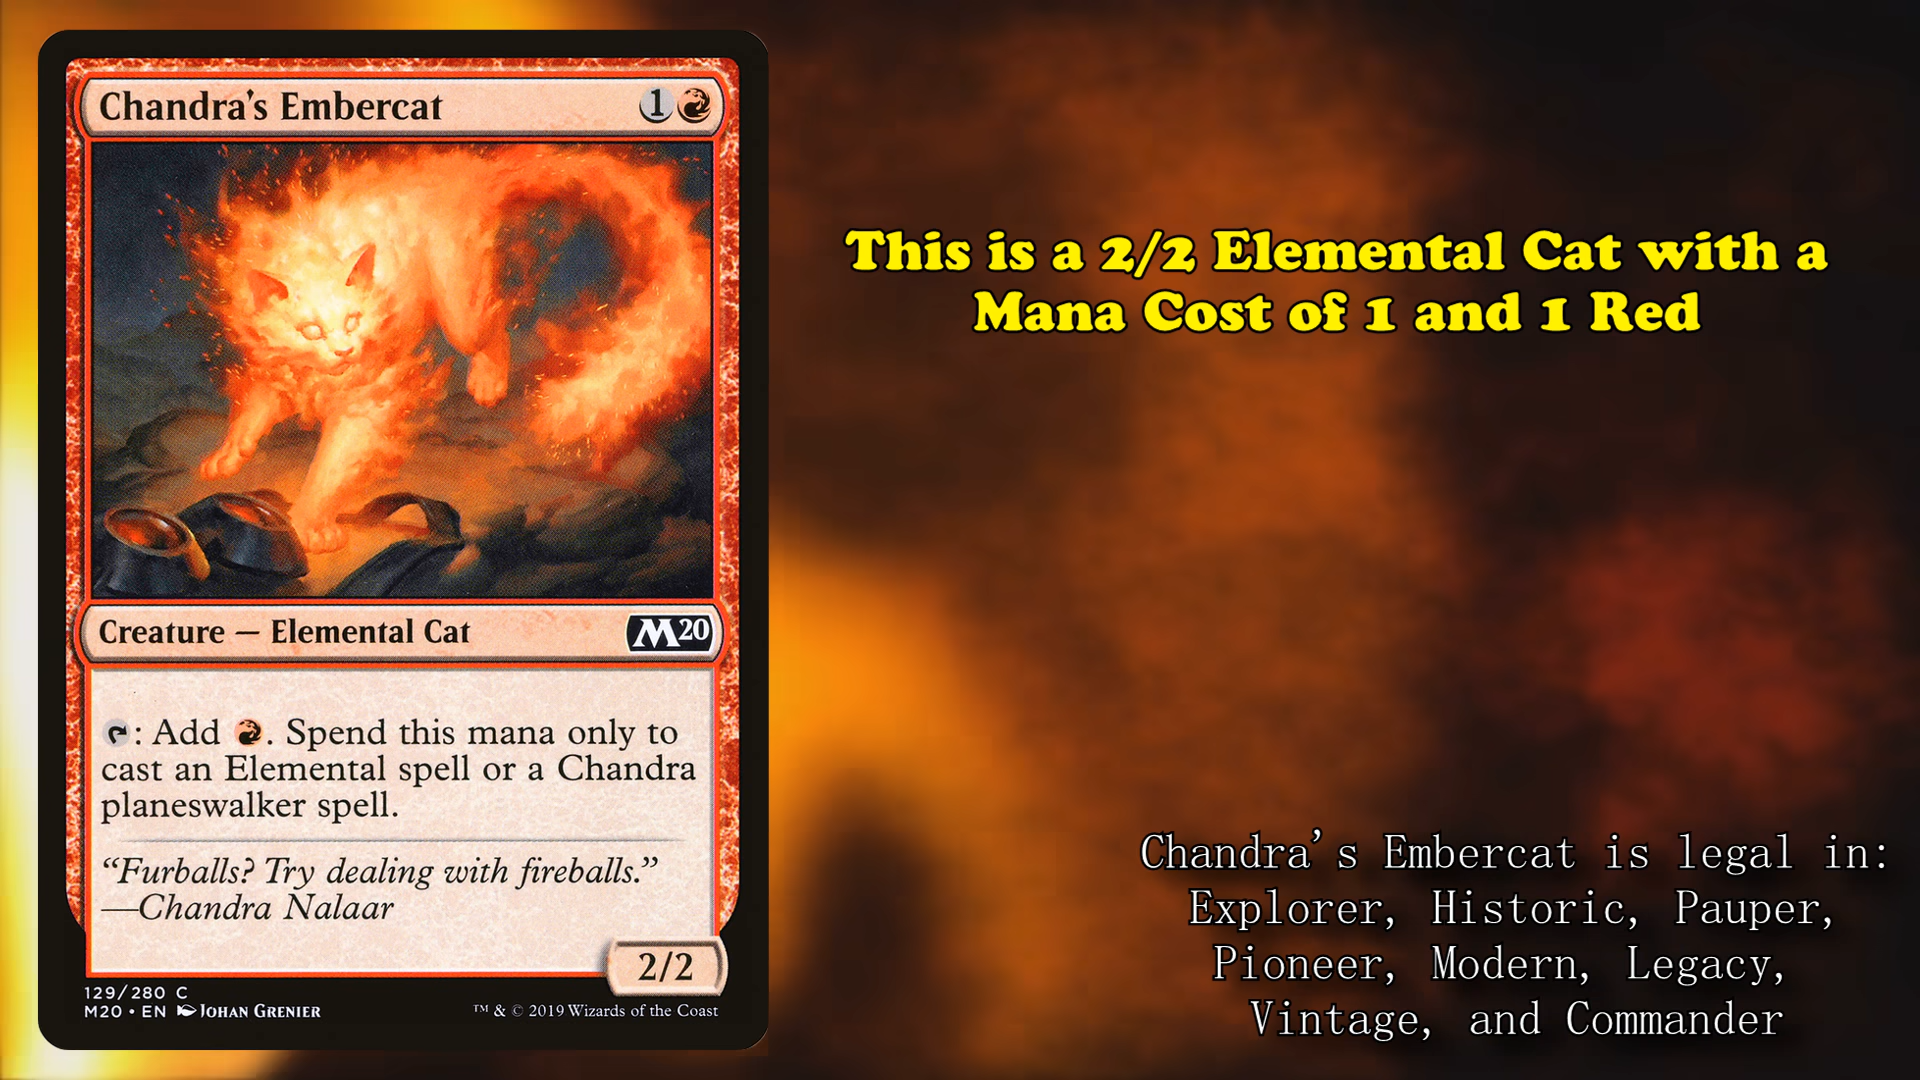 Chandra's Embercat 1
Creature — Elemental Cat M20
: Add . Spend this mana only to
cast an Elemental spell or a Chandra
planeswalker spell.
“Furballs? Try dealing with fireballs.”
—Chandra Nalaar
2/2
129/280 C
M20 • EN Johan Grenier ™ & © 2019 Wizards of the Coast
This is a 2/2 Elemental Cat with a
Mana Cost of 1 and 1 Red
Chandra's Embercat is legal in:
Explorer, Historic, Pauper,
Pioneer, Modern, Legacy,
Vintage, and Commander